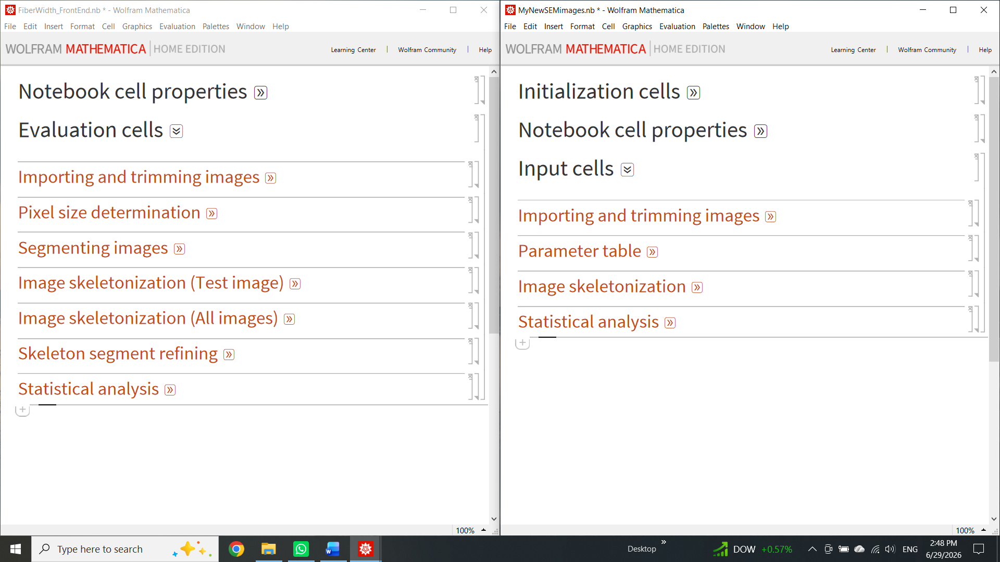 FiberWidth_FrontEnd.nb * - Wolfram Mathematica
File Edit Insert Format Cell Graphics Evaluation Palettes Window Help
WOLFRAM MATHEMATICA | HOME EDITION
Learning Center | Wolfram Community | Help
Notebook cell properties
Evaluation cells
Importing and trimming images
Pixel size determination
Segmenting images
Image skeletonization (Test image)
Image skeletonization (All images)
Skeleton segment refining
Statistical analysis
100%
MyNewSEMimages.nb * - Wolfram Mathematica
File Edit Insert Format Cell Graphics Evaluation Palettes Window Help
WOLFRAM MATHEMATICA | HOME EDITION
Learning Center | Wolfram Community | Help
Initialization cells
Notebook cell properties
Input cells
Importing and trimming images
Parameter table
Image skeletonization
Statistical analysis
100%
Type here to search
Desktop
DOW +0.57%
ENG
2:48 PM
6/29/2026